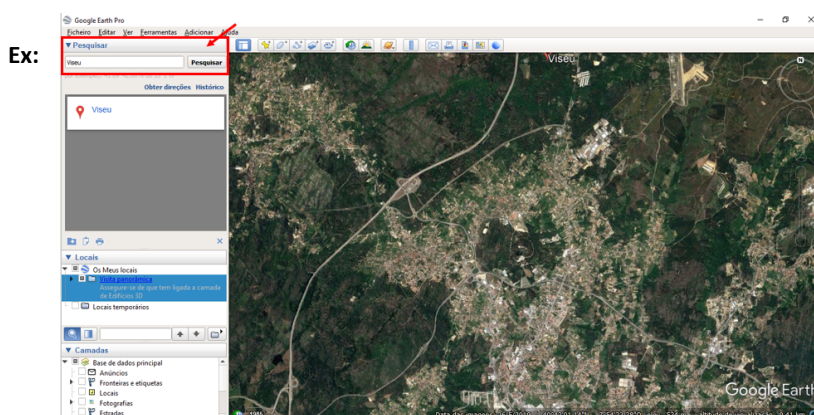 Google Earth Pro
Ficheiro Editar Ver Ferramentas Adicionar Ajuda
Ex:
▼ Pesquisar
Viseu
Pesquisar
Obter direções Histórico
Viseu
Viseu
▼ Locais
Os Meus locais
Visita panorâmica
Assegure-se de que tem ligada a camada
de Edifícios 3D
Locais temporários
▼ Camadas
Base de dados principal
Anúncios
Fronteiras e etiquetas
Locais
Fotografias
Estradas
Google Earth
1985